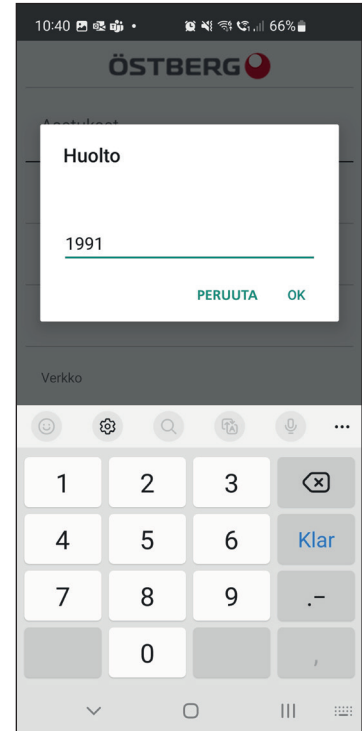 10:40 66%
ÖSTBERG
Asetukset
Huolto
1991
PERUUTA OK
Verkko
1 2 3
4 5 6 Klar
7 8 9 .-
0 ,